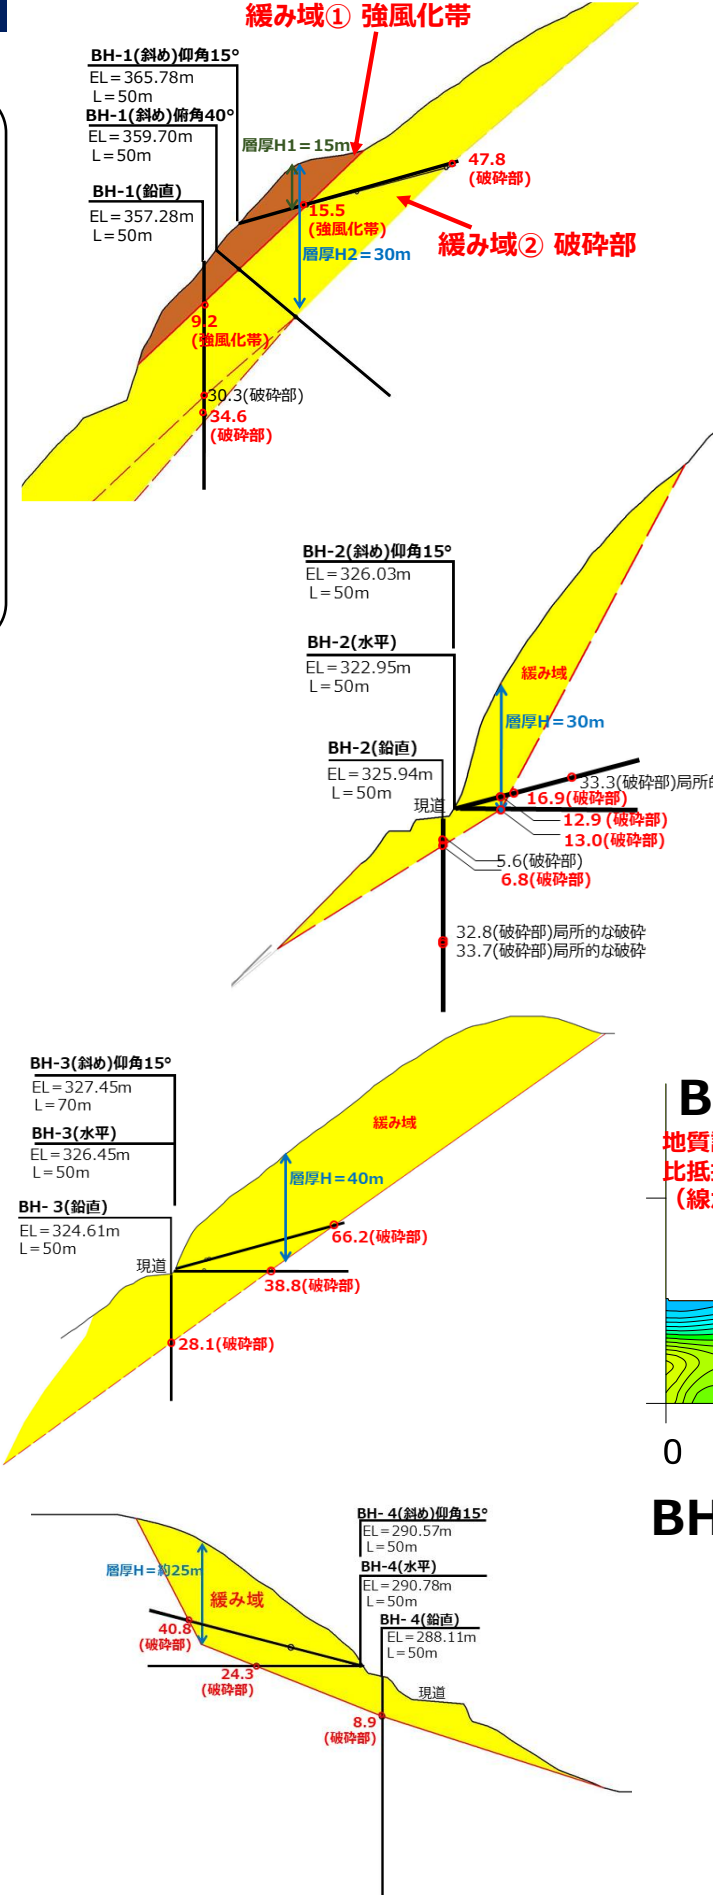 緩み域① 強風化帯
BH-1(斜め)仰角15°
EL=365.78m
L=50m
BH-1(斜め)俯角40°
EL=359.70m
L=50m
層厚H1=15m
47.8
(破砕部)
BH-1(鉛直)
EL=357.28m
L=50m
15.5
(強風化帯)
緩み域② 破砕部
層厚H2=30m
9.2
(強風化帯)
30.3(破砕部)
34.6
(破砕部)
BH-2(斜め)仰角15°
EL=326.03m
L=50m
BH-2(水平)
EL=322.95m
L=50m
緩み域
層厚H=30m
BH-2(鉛直)
EL=325.94m
L=50m
現道
33.3(破砕部)局所的
16.9(破砕部)
12.9 (破砕部)
13.0(破砕部)
5.6(破砕部)
6.8(破砕部)
32.8(破砕部)局所的な破砕
33.7(破砕部)局所的な破砕
BH-3(斜め)仰角15°
EL=327.45m
L=70m
BH-3(水平)
EL=326.45m
L=50m
緩み域
層厚H=40m
BH- 3(鉛直)
EL=324.61m
L=50m
現道
66.2(破砕部)
38.8(破砕部)
28.1(破砕部)
B
地質
比抵
(線
0
BH
BH- 4(斜め)仰角15°
EL=290.57m
L=50m
BH-4(水平)
EL=290.78m
L=50m
BH- 4(鉛直)
EL=288.11m
L=50m
層厚H=約25m
緩み域
40.8
(破砕部)
24.3
(破砕部)
現道
8.9
(破砕部)